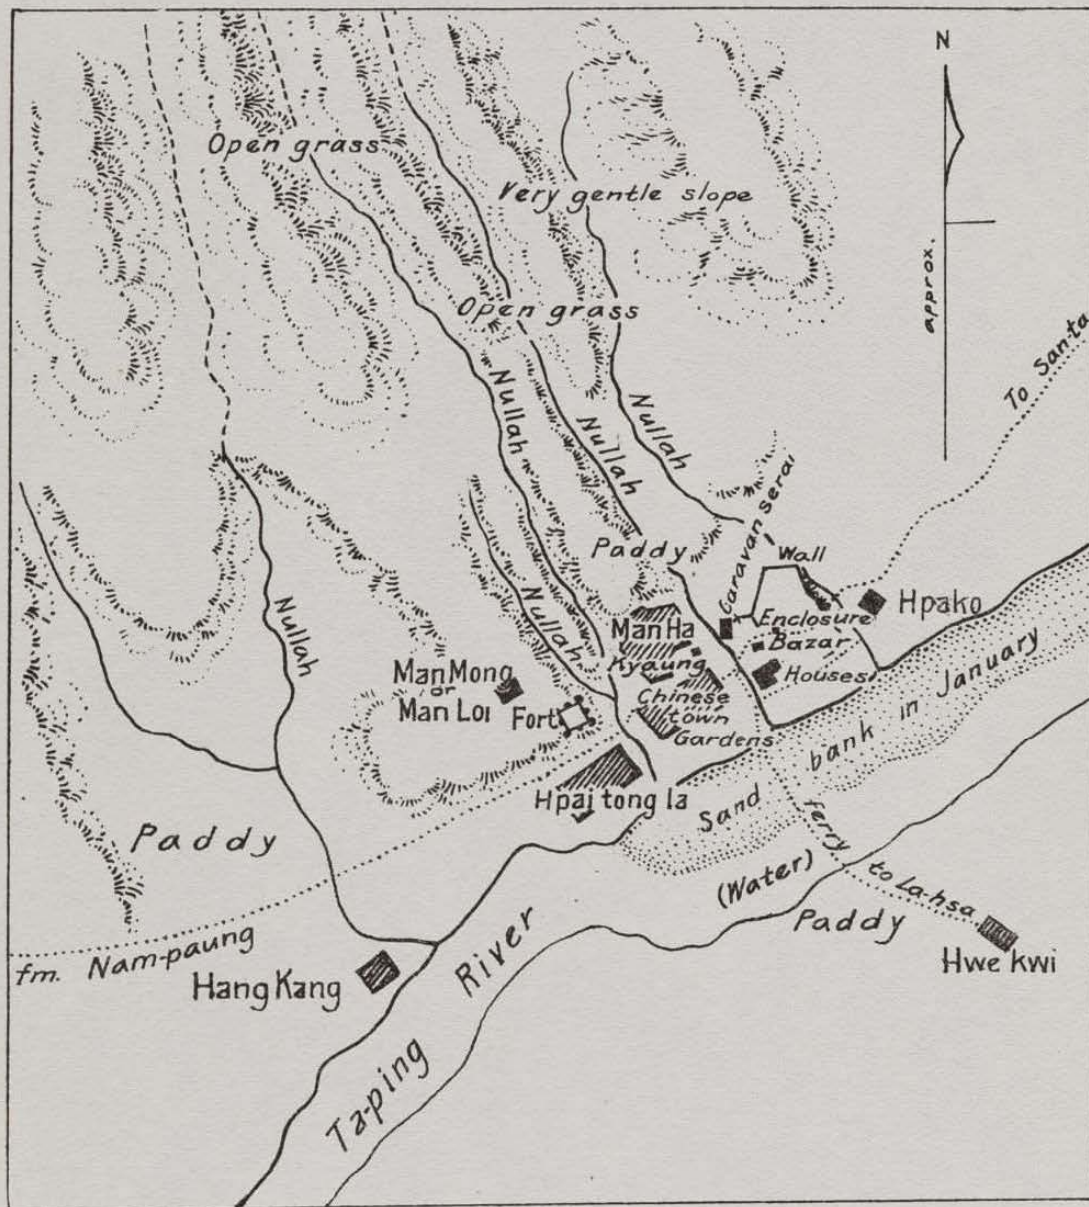 N
approx.
Open grass
Very gentle slope
Open grass
To Santa
Nullah
Nullah
Nullah
Caravan Serai
Paddy
Wall
Hpako
Enclosure
Bazar
Houses
Man Ha
Kyaung
Chinese
town
Gardens
Nullah
Nullah
Man Mong
or
Man Loi
Fort
Hpai tong la
Sand bank in January
ferry to La-hsa
(Water)
Paddy
Paddy
fm. Nam-paung
Hang Kang
Ta-ping River
Hwe kwi